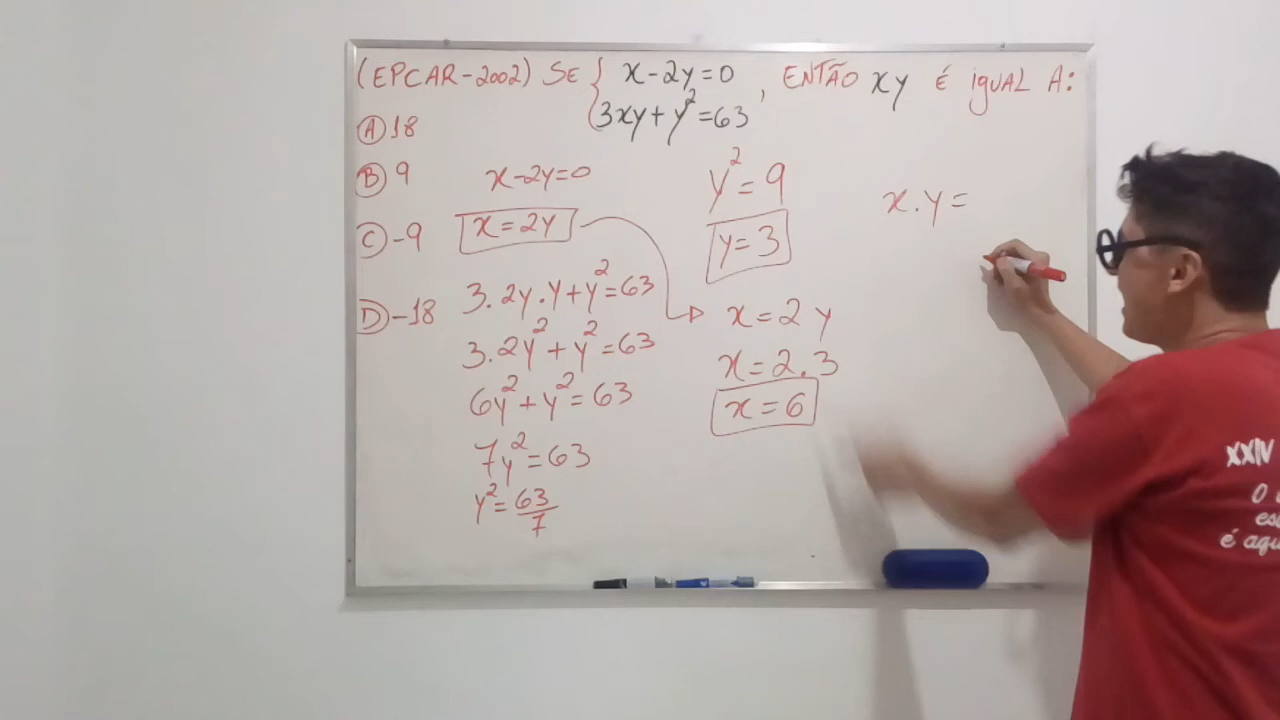 (EPCAR-2002) SE { x-2y=0 , ENTÃO xy É IGUAL A:
3xy+y²=63
A 18
B 9
C -9
D -18
x-2y=0
x=2y
3.2y.y+y²=63
3.2y²+y²=63
6y²+y²=63
7y²=63
y²=63/7
y²=9
y=3
x=2y
x=2.3
x=6
x.y=
XXIV
O
é aqu